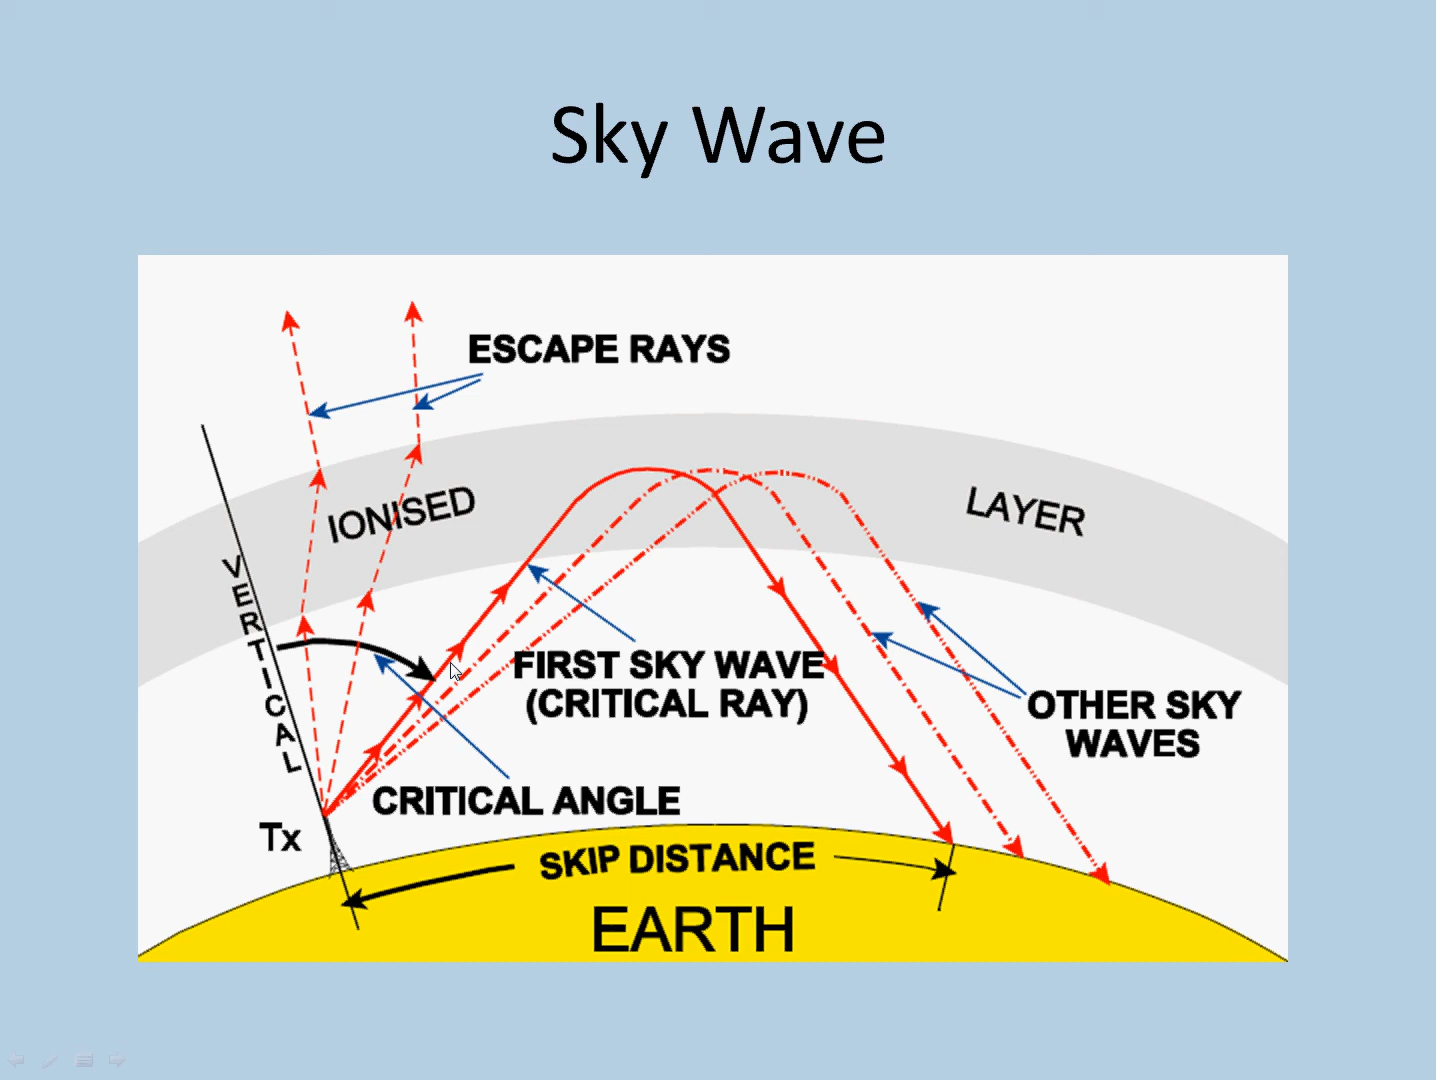 Sky Wave
ESCAPE RAYS
IONISED
LAYER
VERTICAL
FIRST SKY WAVE
(CRITICAL RAY)
OTHER SKY
WAVES
CRITICAL ANGLE
Tx
SKIP DISTANCE
EARTH